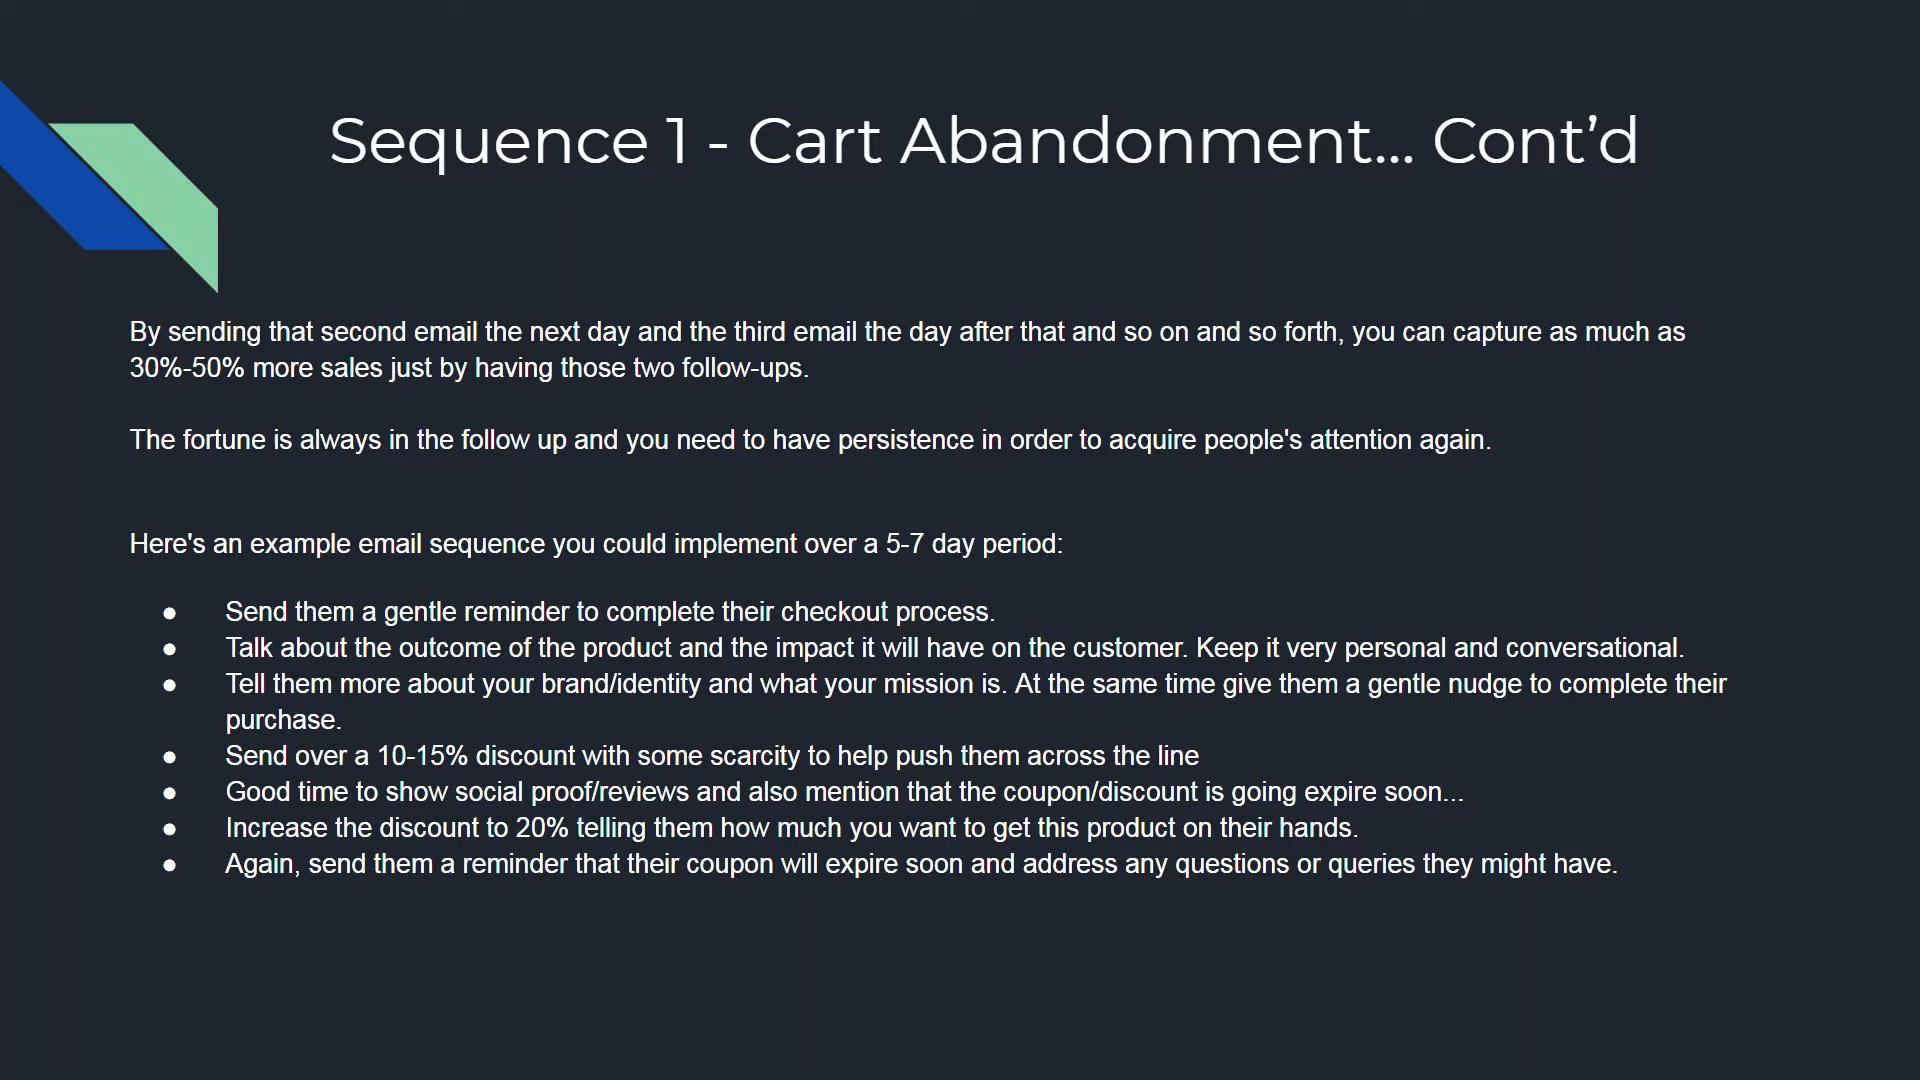 Sequence 1 - Cart Abandonment... Cont’d
By sending that second email the next day and the third email the day after that and so on and so forth, you can capture as much as
30%-50% more sales just by having those two follow-ups.
The fortune is always in the follow up and you need to have persistence in order to acquire people's attention again.
Here's an example email sequence you could implement over a 5-7 day period:
● Send them a gentle reminder to complete their checkout process.
● Talk about the outcome of the product and the impact it will have on the customer. Keep it very personal and conversational.
● Tell them more about your brand/identity and what your mission is. At the same time give them a gentle nudge to complete their
purchase.
● Send over a 10-15% discount with some scarcity to help push them across the line
● Good time to show social proof/reviews and also mention that the coupon/discount is going expire soon...
● Increase the discount to 20% telling them how much you want to get this product on their hands.
● Again, send them a reminder that their coupon will expire soon and address any questions or queries they might have.